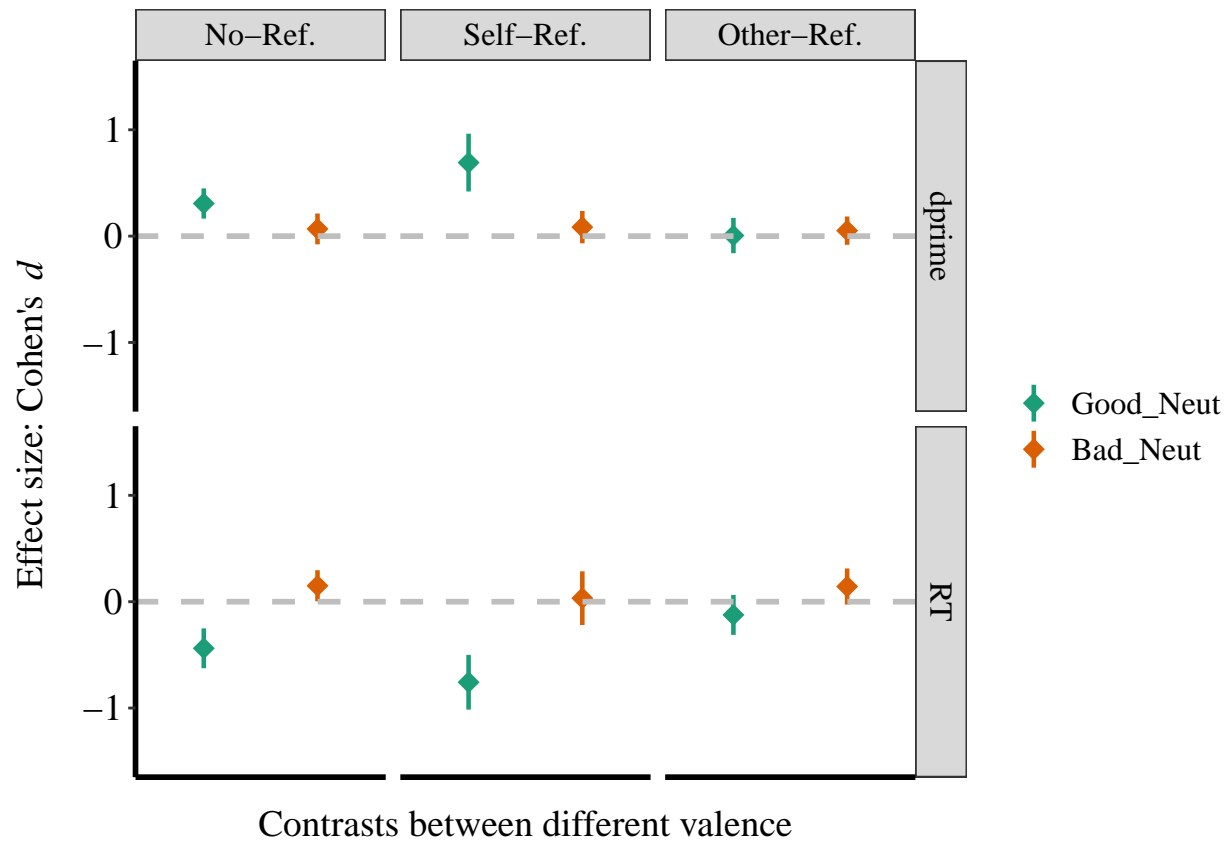 No−Ref.
Self−Ref.
Other−Ref.
Effect size: Cohen's d
1
0
−1
dprime
1
0
−1
RT
Good_Neut
Bad_Neut
Contrasts between different valence